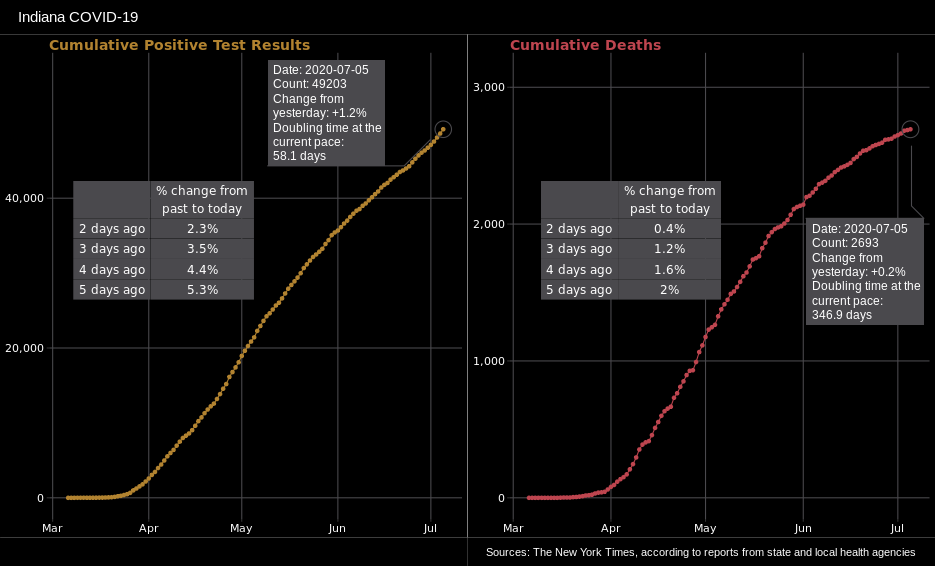 Indiana COVID-19
Cumulative Positive Test Results
Date: 2020-07-05
Count: 49203
Change from
yesterday: +1.2%
Doubling time at the
current pace:
58.1 days
% change from
past to today
2 days ago 2.3%
3 days ago 3.5%
4 days ago 4.4%
5 days ago 5.3%
40,000
20,000
0
Mar Apr May Jun Jul
Cumulative Deaths
3,000
2,000
1,000
0
% change from
past to today
2 days ago 0.4%
3 days ago 1.2%
4 days ago 1.6%
5 days ago 2%
Date: 2020-07-05
Count: 2693
Change from
yesterday: +0.2%
Doubling time at the
current pace:
346.9 days
Mar Apr May Jun Jul
Sources: The New York Times, according to reports from state and local health agencies